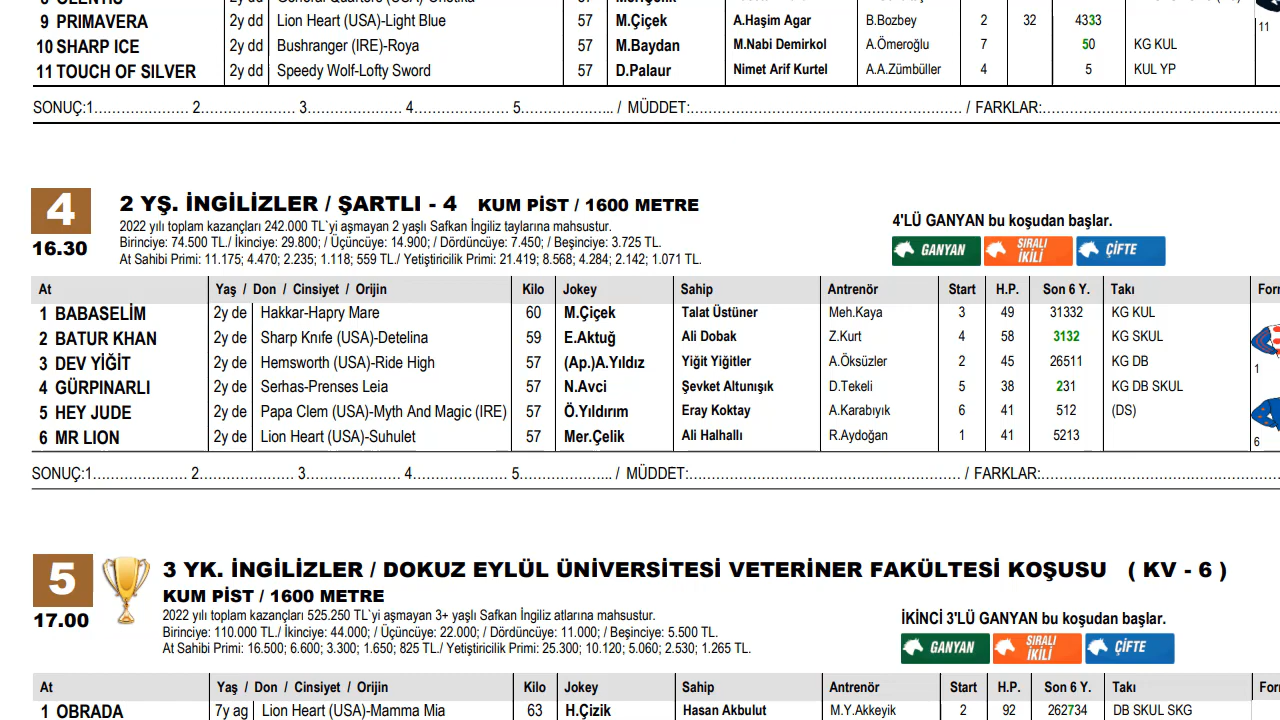 9 PRIMAVERA 2y dd Lion Heart (USA)-Light Blue 57 M.Çiçek A.Haşim Agar B.Bozbey 2 32 4333
10 SHARP ICE 2y dd Bushranger (IRE)-Roya 57 M.Baydan M.Nabi Demirkol A.Ömeroğlu 7 50 KG KUL
11 TOUCH OF SILVER 2y dd Speedy Wolf-Lofty Sword 57 D.Palaur Nimet Arif Kurtel A.A.Zümbüller 4 5 KUL YP
11
SONUÇ:1..................... 2..................... 3..................... 4..................... 5..................... / MÜDDET:............................................................ / FARKLAR:............................................................
4 2 YŞ. İNGİLİZLER / ŞARTLI - 4 KUM PİST / 1600 METRE
16.30
2022 yılı toplam kazançları 242.000 TL`yi aşmayan 2 yaşlı Safkan İngiliz taylarına mahsustur.
Birinciye: 74.500 TL./ İkinciye: 29.800; / Üçüncüye: 14.900; / Dördüncüye: 7.450; / Beşinciye: 3.725 TL.
At Sahibi Primi: 11.175; 4.470; 2.235; 1.118; 559 TL./ Yetiştiricilik Primi: 21.419; 8.568; 4.284; 2.142; 1.071 TL.
4'LÜ GANYAN bu koşudan başlar.
GANYAN SIRALI İKİLİ ÇİFTE
At Yaş / Don / Cinsiyet / Orijin Kilo Jokey Sahip Antrenör Start H.P. Son 6 Y. Takı
1 BABASELİM 2y de Hakkar-Hapry Mare 60 M.Çiçek Talat Üstüner Meh.Kaya 3 49 31332 KG KUL
2 BATUR KHAN 2y de Sharp Knıfe (USA)-Detelina 59 E.Aktuğ Ali Dobak Z.Kurt 4 58 3132 KG SKUL
3 DEV YİĞİT 2y de Hemsworth (USA)-Ride High 57 (Ap.)A.Yıldız Yiğit Yiğitler A.Öksüzler 2 45 26511 KG DB
1
4 GÜRPINARLI 2y de Serhas-Prenses Leia 57 N.Avci Şevket Altunışık D.Tekeli 5 38 231 KG DB SKUL
5 HEY JUDE 2y de Papa Clem (USA)-Myth And Magic (IRE) 57 Ö.Yıldırım Eray Koktay A.Karabıyık 6 41 512 (DS)
6 MR LION 2y de Lion Heart (USA)-Suhulet 57 Mer.Çelik Ali Halhallı R.Aydoğan 1 41 5213
6
SONUÇ:1..................... 2..................... 3..................... 4..................... 5..................... / MÜDDET:............................................................ / FARKLAR:............................................................
5 3 YK. İNGİLİZLER / DOKUZ EYLÜL ÜNİVERSİTESİ VETERİNER FAKÜLTESİ KOŞUSU ( KV - 6 )
KUM PİST / 1600 METRE
17.00
2022 yılı toplam kazançları 525.250 TL`yi aşmayan 3+ yaşlı Safkan İngiliz atlarına mahsustur.
Birinciye: 110.000 TL./ İkinciye: 44.000; / Üçüncüye: 22.000; / Dördüncüye: 11.000; / Beşinciye: 5.500 TL.
At Sahibi Primi: 16.500; 6.600; 3.300; 1.650; 825 TL./ Yetiştiricilik Primi: 25.300; 10.120; 5.060; 2.530; 1.265 TL.
İKİNCİ 3'LÜ GANYAN bu koşudan başlar.
GANYAN SIRALI İKİLİ ÇİFTE
At Yaş / Don / Cinsiyet / Orijin Kilo Jokey Sahip Antrenör Start H.P. Son 6 Y. Takı
1 OBRADA 7y ag Lion Heart (USA)-Mamma Mia 63 H.Çizik Hasan Akbulut M.Y.Akkeyik 2 92 262734 DB SKUL SKG